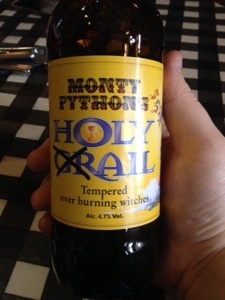 MONTY
PYTHON'S
HOLY
GRAIL
Tempered
over burning witches
Alc. 4.7% Vol.